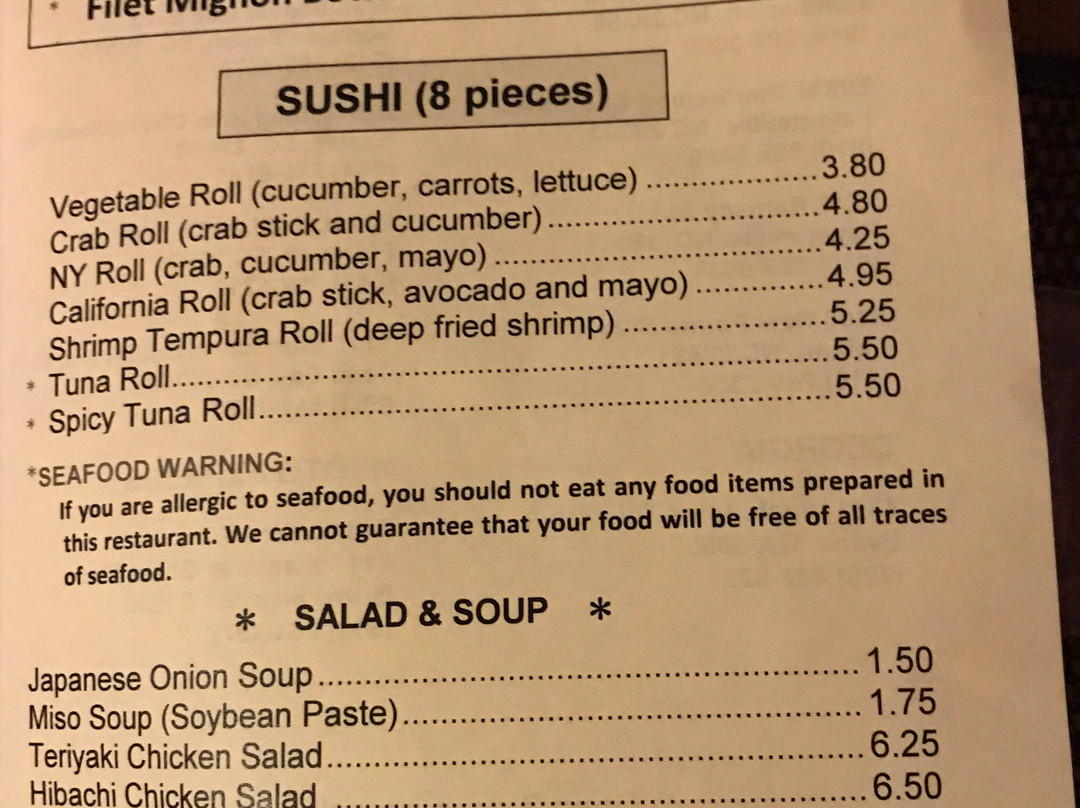 * Filet Mignon
SUSHI (8 pieces)
Vegetable Roll (cucumber, carrots, lettuce) ..................3.80
Crab Roll (crab stick and cucumber)..............................4.80
NY Roll (crab, cucumber, mayo) ....................................4.25
California Roll (crab stick, avocado and mayo) ..............4.95
Shrimp Tempura Roll (deep fried shrimp) ......................5.25
* Tuna Roll........................................................................5.50
* Spicy Tuna Roll..............................................................5.50
*SEAFOOD WARNING:
If you are allergic to seafood, you should not eat any food items prepared in
this restaurant. We cannot guarantee that your food will be free of all traces
of seafood.
* SALAD & SOUP *
Japanese Onion Soup......................................................1.50
Miso Soup (Soybean Paste)..............................................1.75
Teriyaki Chicken Salad......................................................6.25
Hibachi Chicken Salad ......................................................6.50